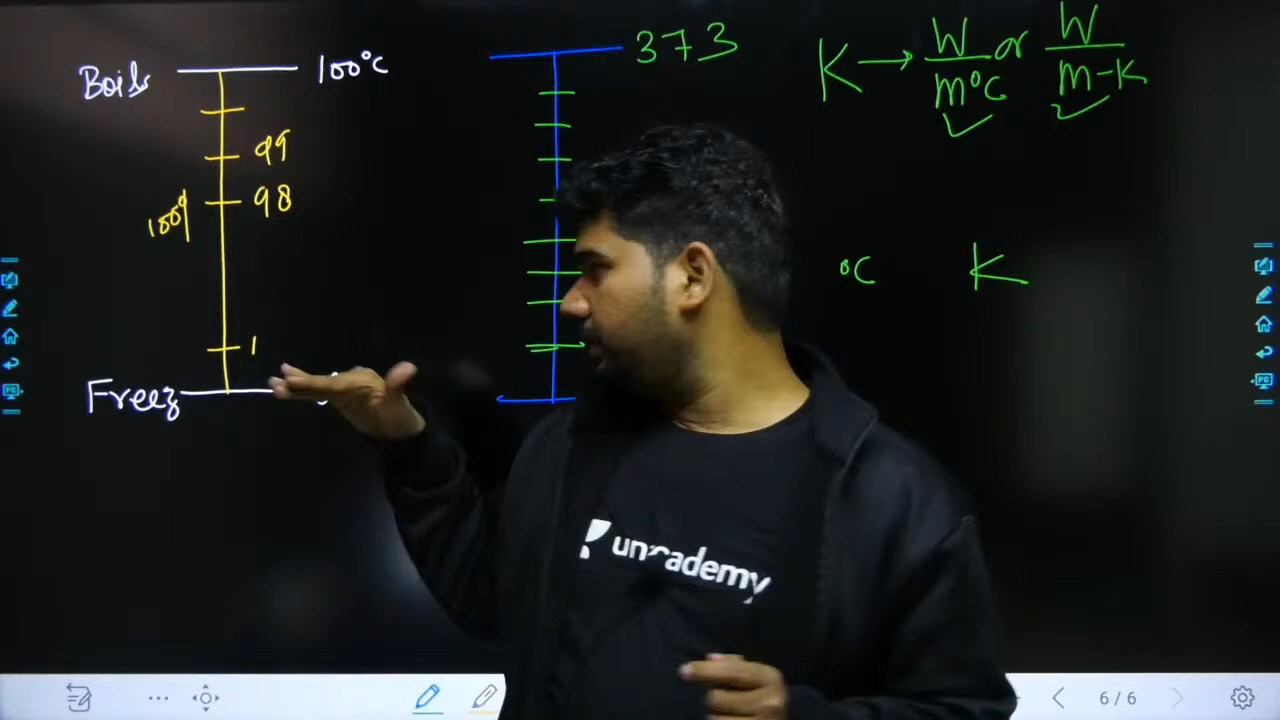 Boils 100°C
99
98
100
1
Freez
373
K → W/m°C or W/m-K
°C K
unacademy
6/6